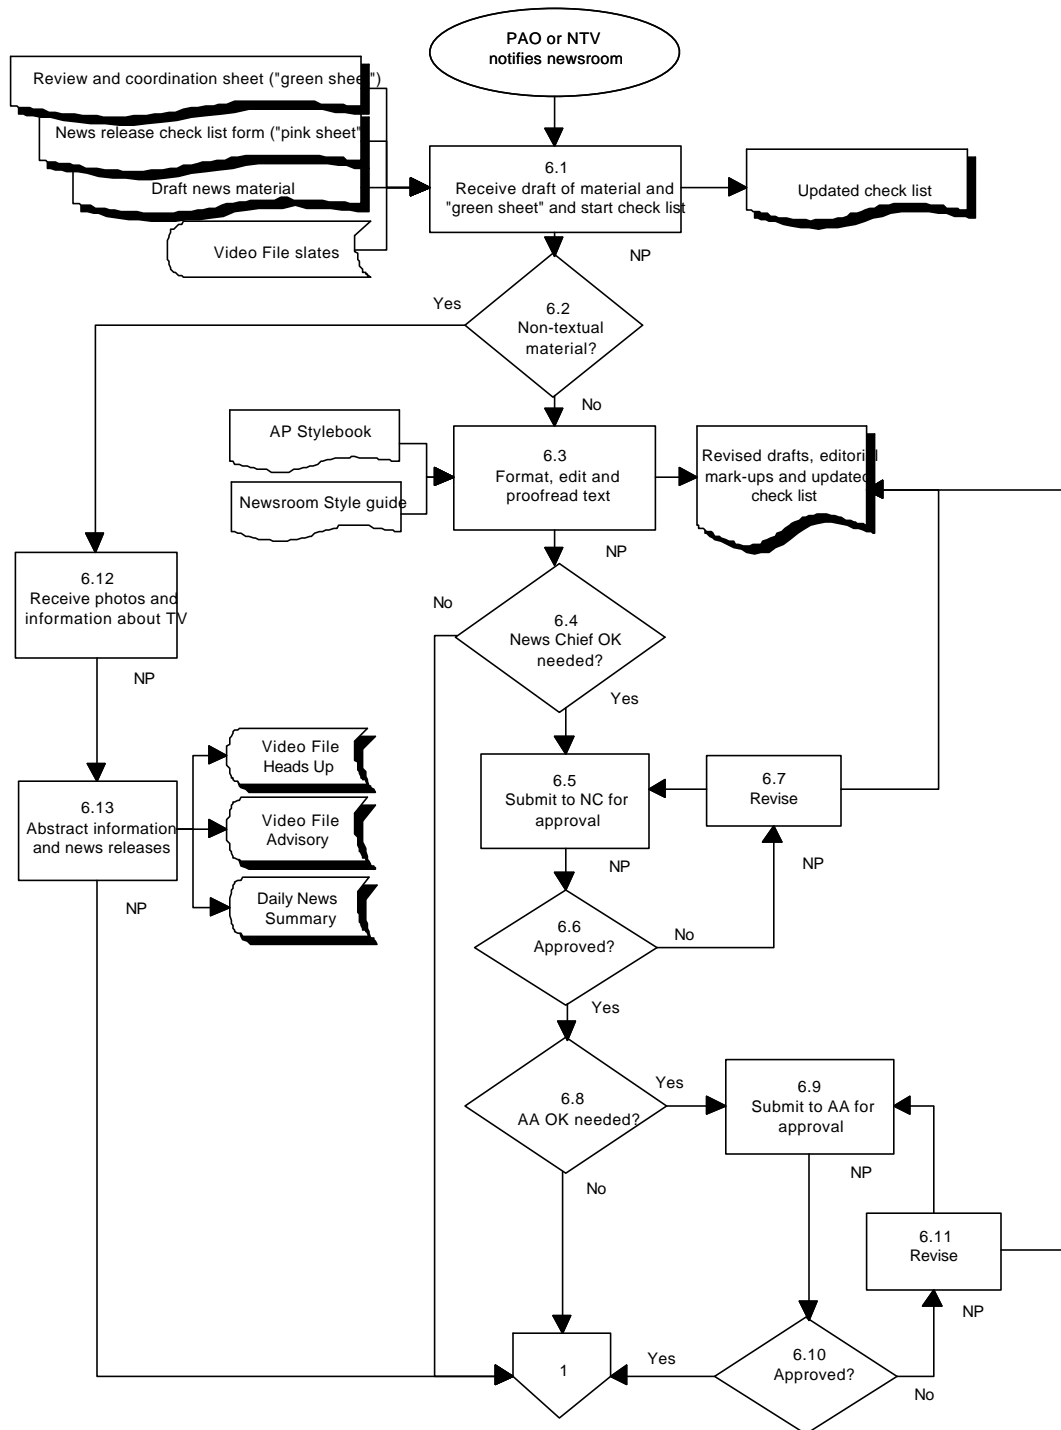 PAO or NTV
notifies newsroom
Review and coordination sheet ("green sheet")
News release check list form ("pink sheet"
Draft news material
Video File slates
6.1
Receive draft of material and
"green sheet" and start check list
Updated check list
NP
6.2
Non-textual
material?
Yes
No
AP Stylebook
Newsroom Style guide
6.3
Format, edit and
proofread text
Revised drafts, editorial
mark-ups and updated
check list
NP
6.12
Receive photos and
information about TV
NP
No
6.4
News Chief OK
needed?
Yes
Video File
Heads Up
6.13
Abstract information
and news releases
Video File
Advisory
NP
Daily News
Summary
6.5
Submit to NC for
approval
6.7
Revise
NP
NP
6.6
Approved?
No
Yes
6.8
AA OK needed?
Yes
6.9
Submit to AA for
approval
NP
No
6.11
Revise
NP
1
Yes
6.10
Approved?
No